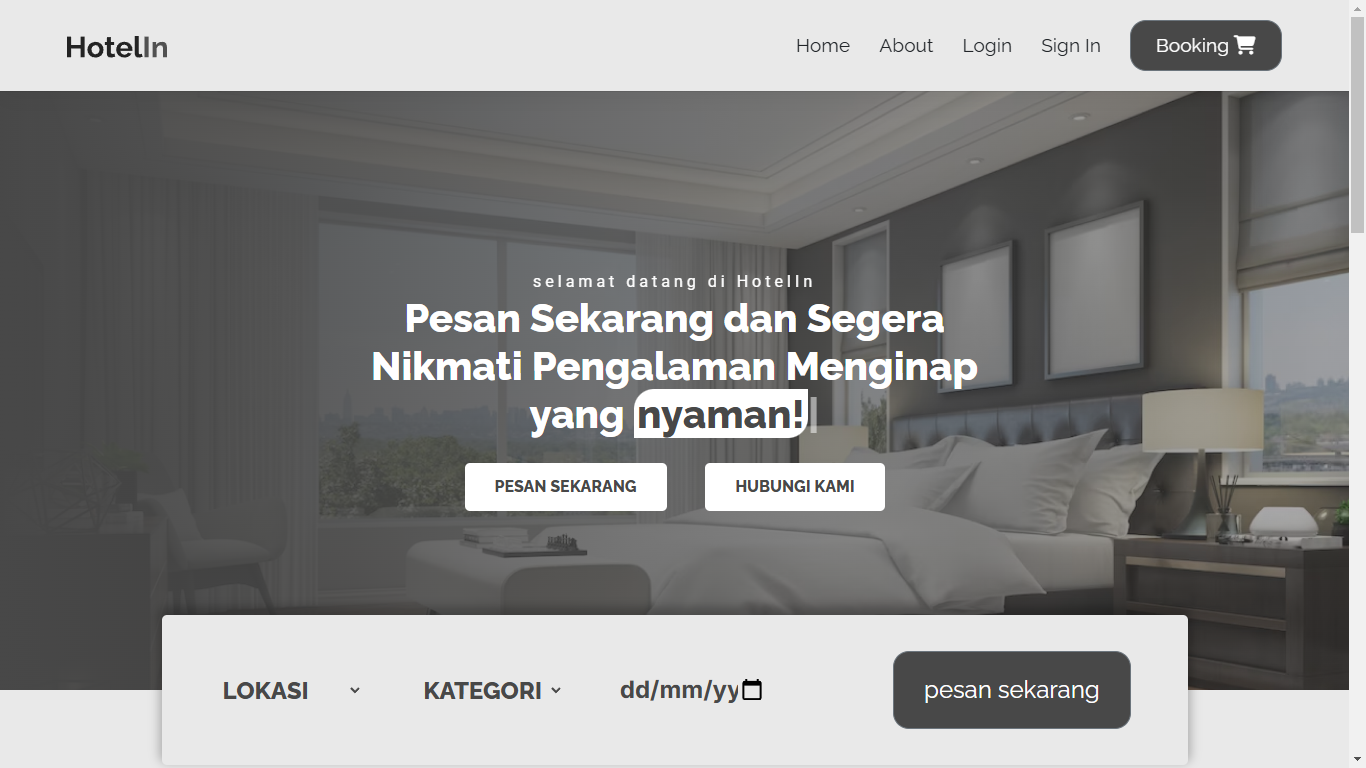 HotelIn
Home About Login Sign In Booking
selamat datang di HotelIn
Pesan Sekarang dan Segera
Nikmati Pengalaman Menginap
yang nyaman!
PESAN SEKARANG HUBUNGI KAMI
LOKASI KATEGORI dd/mm/yy pesan sekarang